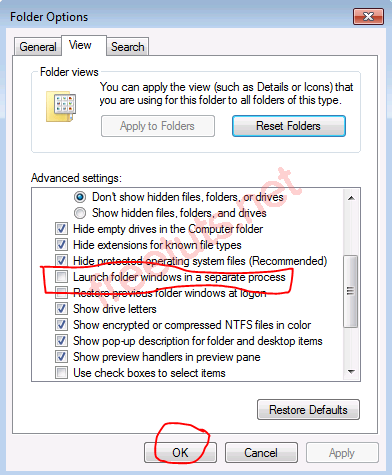 Folder Options
General View Search
Folder views
You can apply the view (such as Details or Icons) that
you are using for this folder to all folders of this type.
Apply to Folders Reset Folders
Advanced settings:
Don't show hidden files, folders, or drives
Show hidden files, folders, and drives
Hide empty drives in the Computer folder
Hide extensions for known file types
Hide protected operating system files (Recommended)
Launch folder windows in a separate process
Restore previous folder windows at logon
Show drive letters
Show encrypted or compressed NTFS files in color
Show pop-up description for folder and desktop items
Show preview handlers in preview pane
Use check boxes to select items
freetuts.net
Restore Defaults
OK Cancel Apply